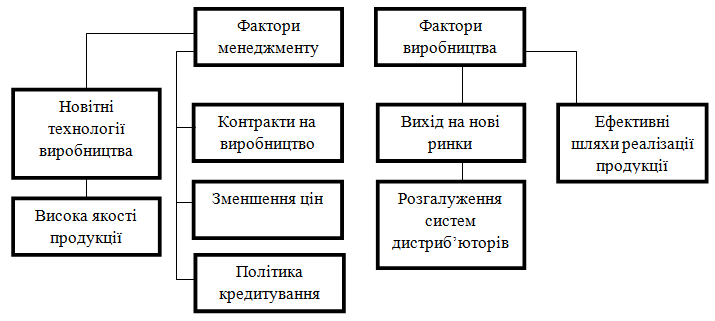 Фактори
менеджменту
Фактори
виробництва
Новітні
технології
виробництва
Контракти на
виробництво
Вихід на нові
ринки
Ефективні
шляхи реалізації
продукції
Висока якості
продукції
Зменшення цін
Розгалуження
систем
дистриб’юторів
Політика
кредитування